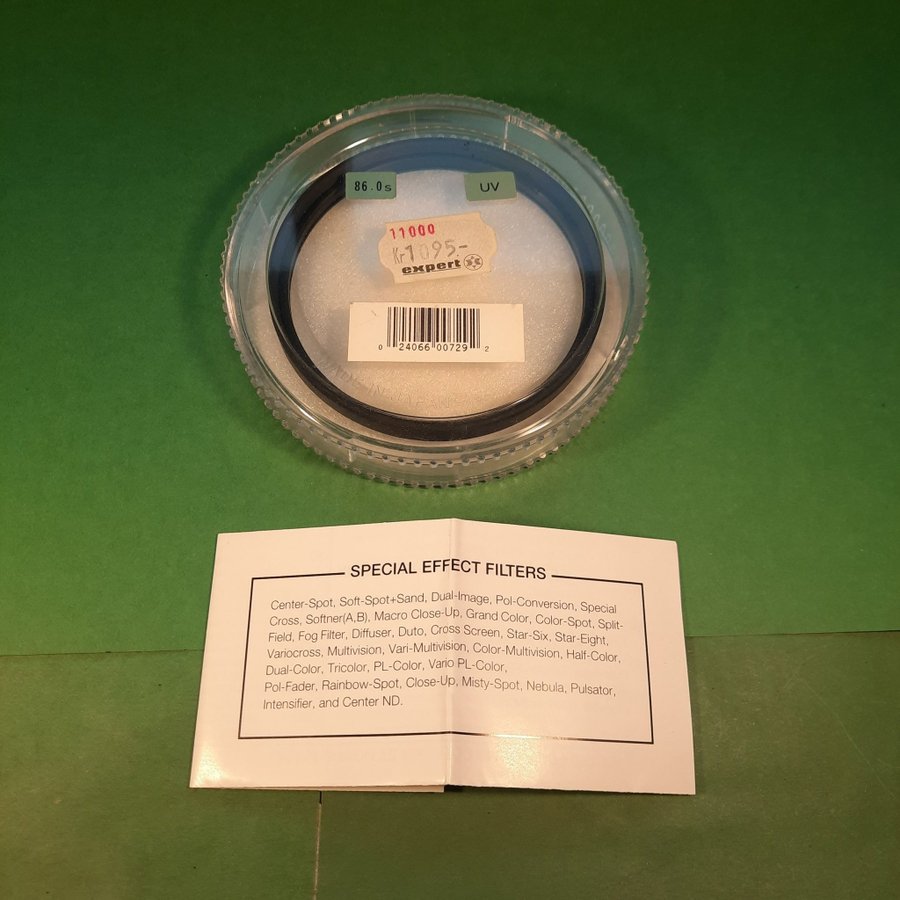 86.0s
UV
11000
Kr1095-
expert
0 24066 00729 2
SPECIAL EFFECT FILTERS
Center-Spot, Soft-Spot+Sand, Dual-Image, Pol-Conversion, Special
Cross, Softner(A,B), Macro Close-Up, Grand Color, Color-Spot, Split-
Field, Fog Filter, Diffuser, Duto, Cross Screen, Star-Six, Star-Eight,
Variocross, Multivision, Vari-Multivision, Color-Multivision, Half-Color,
Dual-Color, Tricolor, PL-Color, Vario PL-Color,
Pol-Fader, Rainbow-Spot, Close-Up, Misty-Spot, Nebula, Pulsator,
Intensifier, and Center ND.